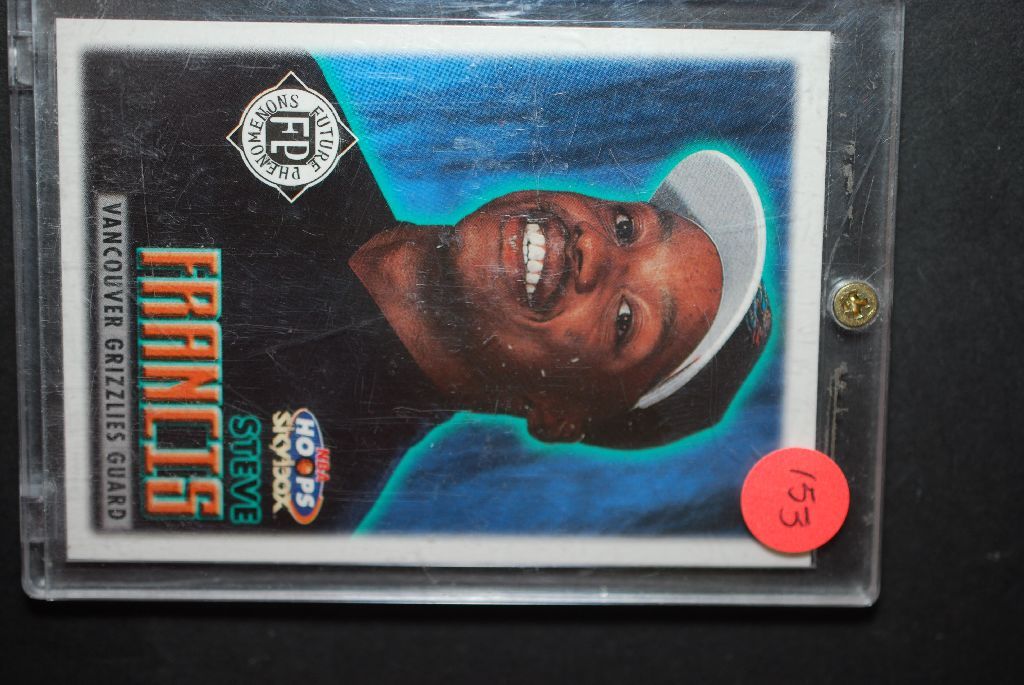 153
FUTURE
PHENOMENONS
FP
NBA
HOOPS
SKYBOX
STEVE
FRANCIS
VANCOUVER GRIZZLIES GUARD